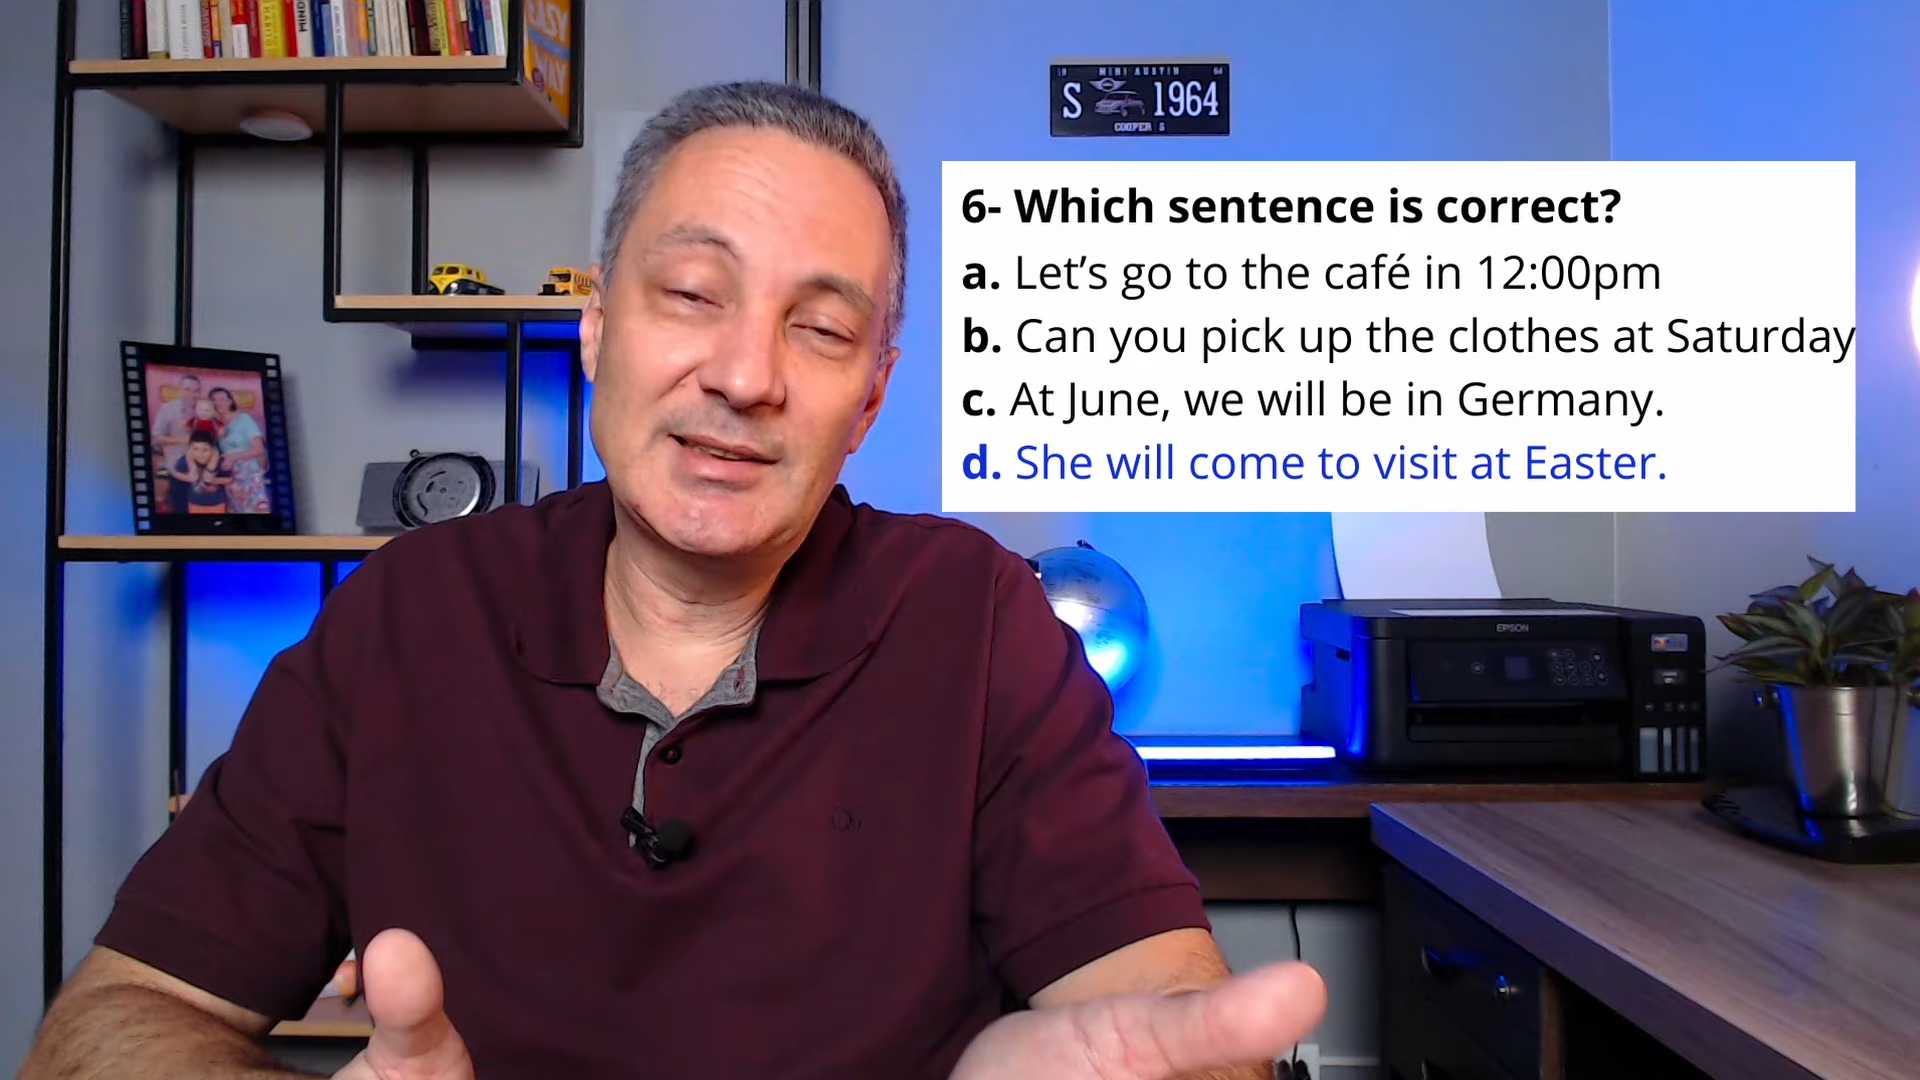 EASY
WAY
MINI AUSTIN
S 1964
COOPER S
6- Which sentence is correct?
a. Let’s go to the café in 12:00pm
b. Can you pick up the clothes at Saturday
c. At June, we will be in Germany.
d. She will come to visit at Easter.
EPSON